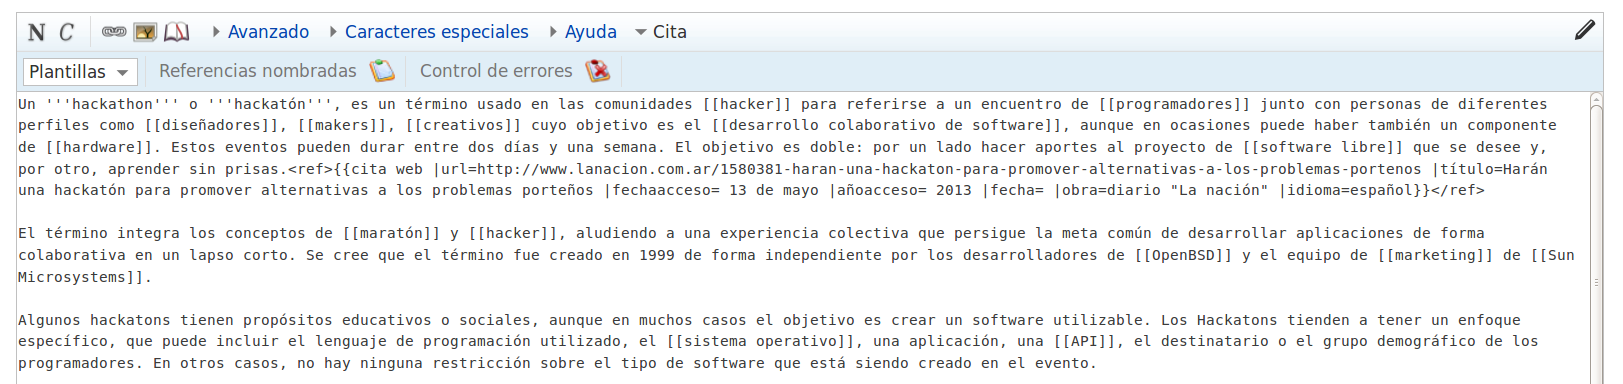 N C Avanzado Caracteres especiales Ayuda Cita
Plantillas Referencias nombradas Control de errores
Un '''hackathon''' o '''hackatón''', es un término usado en las comunidades [[hacker]] para referirse a un encuentro de [[programadores]] junto con personas de diferentes
perfiles como [[diseñadores]], [[makers]], [[creativos]] cuyo objetivo es el [[desarrollo colaborativo de software]], aunque en ocasiones puede haber también un componente
de [[hardware]]. Estos eventos pueden durar entre dos días y una semana. El objetivo es doble: por un lado hacer aportes al proyecto de [[software libre]] que se desee y,
por otro, aprender sin prisas.<ref>{{cita web |url=http://www.lanacion.com.ar/1580381-haran-una-hackaton-para-promover-alternativas-a-los-problemas-portenos |título=Harán
una hackatón para promover alternativas a los problemas porteños |fechaacceso= 13 de mayo |añoacceso= 2013 |fecha= |obra=diario "La nación" |idioma=español}}</ref>
El término integra los conceptos de [[maratón]] y [[hacker]], aludiendo a una experiencia colectiva que persigue la meta común de desarrollar aplicaciones de forma
colaborativa en un lapso corto. Se cree que el término fue creado en 1999 de forma independiente por los desarrolladores de [[OpenBSD]] y el equipo de [[marketing]] de [[Sun
Microsystems]].
Algunos hackatons tienen propósitos educativos o sociales, aunque en muchos casos el objetivo es crear un software utilizable. Los Hackatons tienden a tener un enfoque
específico, que puede incluir el lenguaje de programación utilizado, el [[sistema operativo]], una aplicación, una [[API]], el destinatario o el grupo demográfico de los
programadores. En otros casos, no hay ninguna restricción sobre el tipo de software que está siendo creado en el evento.